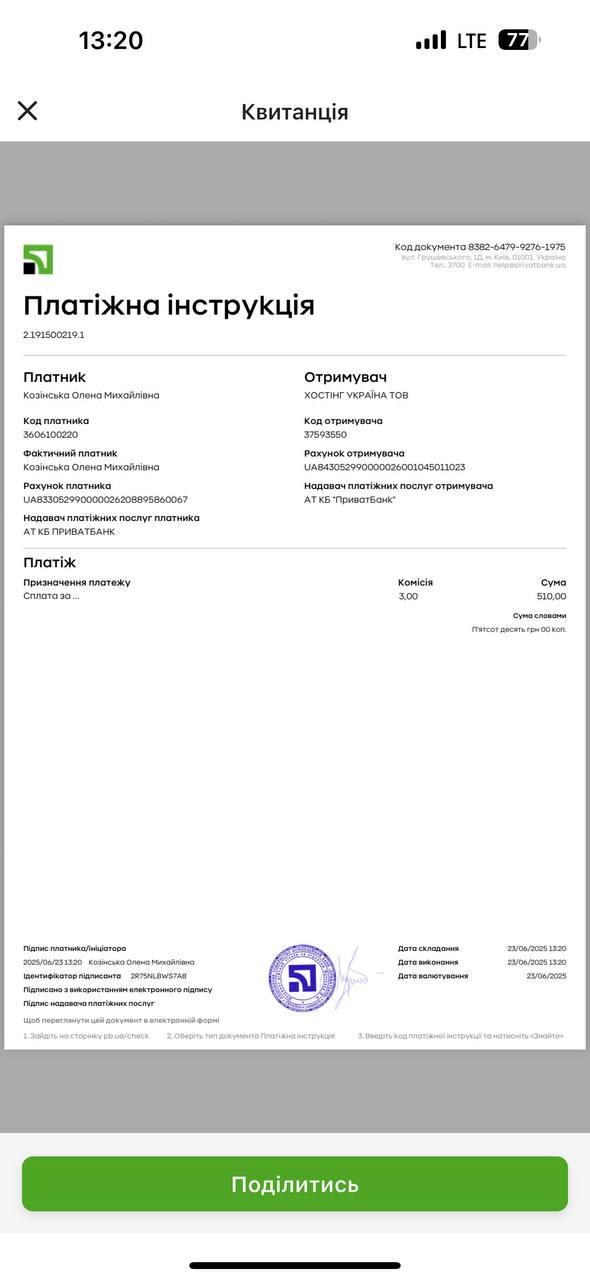 13:20
LTE 77
Квитанція
Код документа 8382-6479-9276-1975
вул. Грушевського, 1Д, м. Київ, 01001, Україна
Тел.: 3700 E-mail: help@privatbank.ua
Платіжна інструкція
2.191500219.1
Платник
Козінська Олена Михайлівна
Код платника
3606100220
Фактичний платник
Козінська Олена Михайлівна
Рахунок платника
UA833052990000026208895860067
Надавач платіжних послуг платника
АТ КБ ПРИВАТБАНК
Отримувач
ХОСТІНГ УКРАЇНА ТОВ
Код отримувача
37593550
Рахунок отримувача
UA843052990000026001045011023
Надавач платіжних послуг отримувача
АТ КБ "ПриватБанк"
Платіж
Призначення платежу Комісія Сума
Сплата за ... 3,00 510,00
Сума словами
П'ятсот десять грн 00 коп.
Підпис платника/ініціатора
2025/06/23 13:20 Козінська Олена Михайлівна
Ідентифікатор підписанта 2R75NLBWS7A8
Підписано з використанням електронного підпису
Підпис надавача платіжних послуг
Дата складання 23/06/2025 13:20
Дата виконання 23/06/2025 13:20
Дата валютування 23/06/2025
Щоб переглянути цей документ в електронній формі
1. Зайдіть на сторінку pb.ua/check 2. Оберіть тип документа Платіжна інструкція 3. Введіть код платіжної інструкції та натисніть «Знайти»
Поділитись